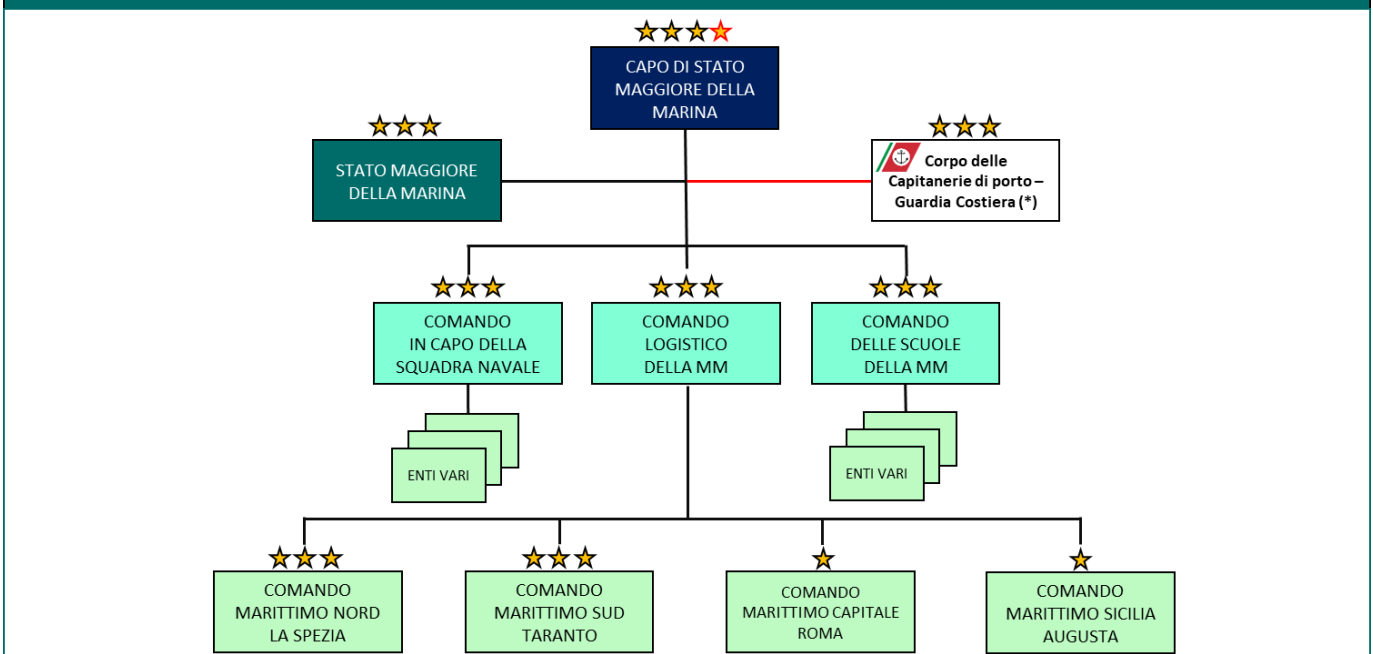 CAPO DI STATO
MAGGIORE DELLA
MARINA
STATO MAGGIORE
DELLA MARINA
Corpo delle
Capitanerie di porto –
Guardia Costiera (*)
COMANDO
IN CAPO DELLA
SQUADRA NAVALE
COMANDO
LOGISTICO
DELLA MM
COMANDO
DELLE SCUOLE
DELLA MM
ENTI VARI
ENTI VARI
COMANDO
MARITTIMO NORD
LA SPEZIA
COMANDO
MARITTIMO SUD
TARANTO
COMANDO
MARITTIMO CAPITALE
ROMA
COMANDO
MARITTIMO SICILIA
AUGUSTA